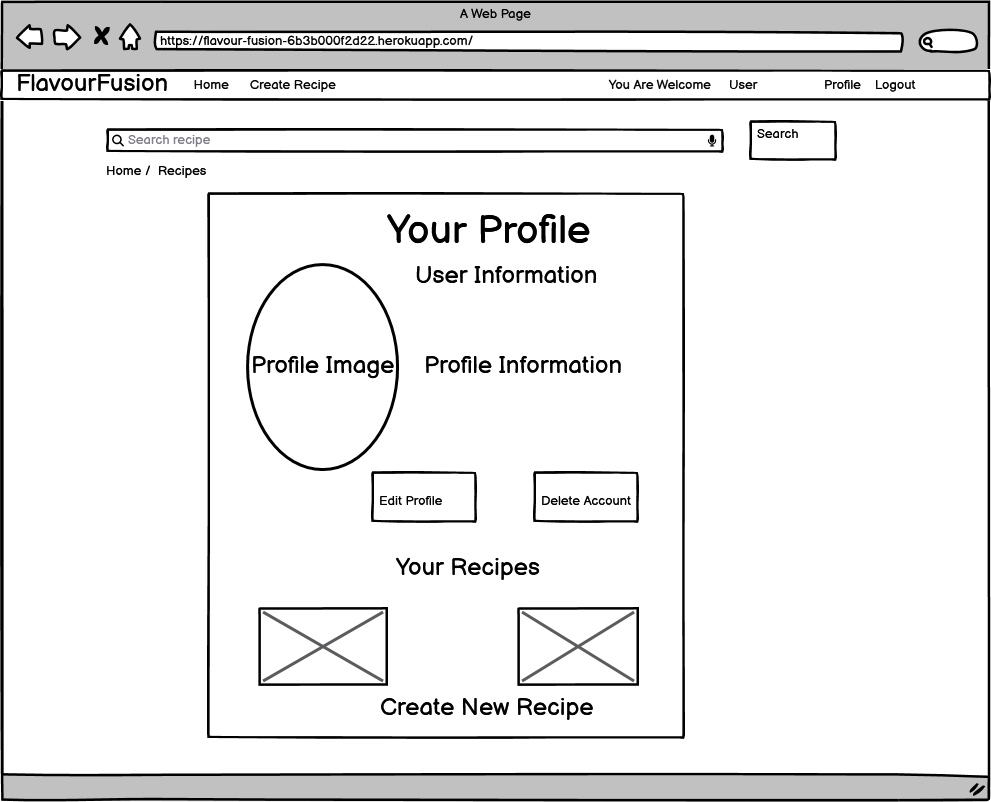 A Web Page
https://flavour-fusion-6b3b000f2d22.herokuapp.com/
FlavourFusion Home Create Recipe You Are Welcome User Profile Logout
Search recipe Search
Home / Recipes
Your Profile
User Information
Profile Image Profile Information
Edit Profile Delete Account
Your Recipes
Create New Recipe